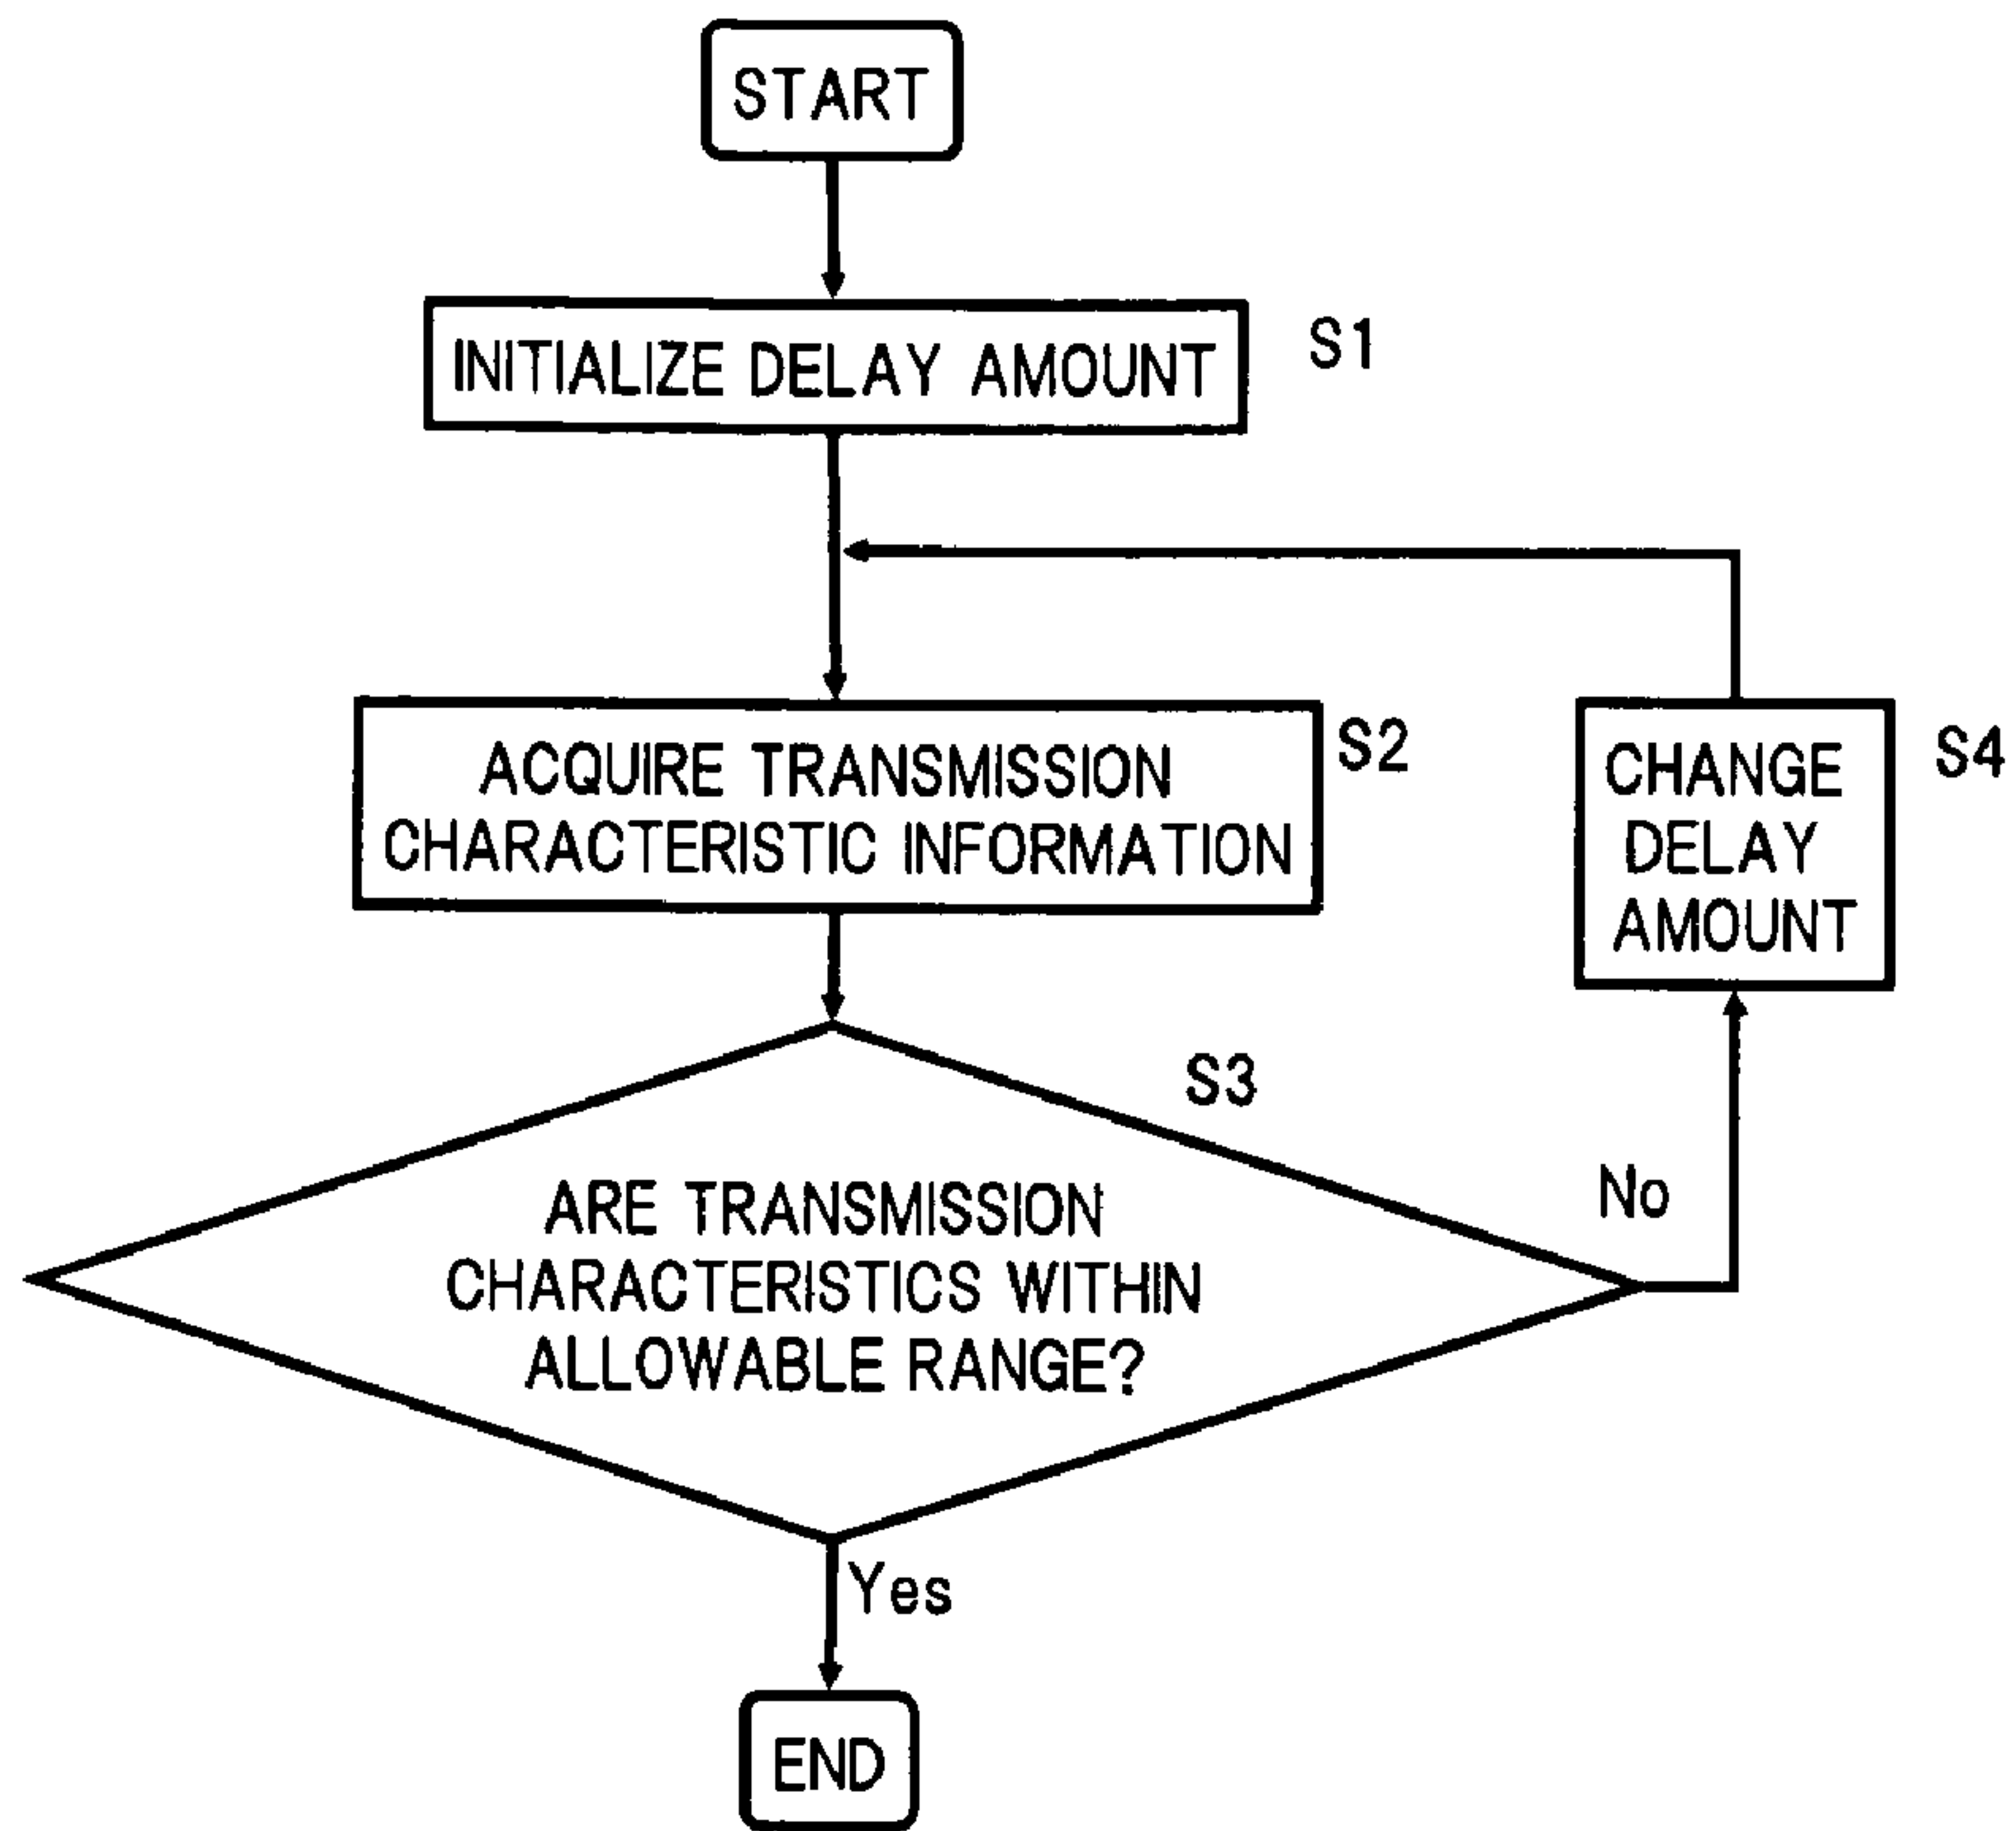 START
INITIALIZE DELAY AMOUNT
S1
ACQUIRE TRANSMISSION
CHARACTERISTIC INFORMATION
S2
CHANGE
DELAY
AMOUNT
S4
S3
ARE TRANSMISSION
CHARACTERISTICS WITHIN
ALLOWABLE RANGE?
No
Yes
END